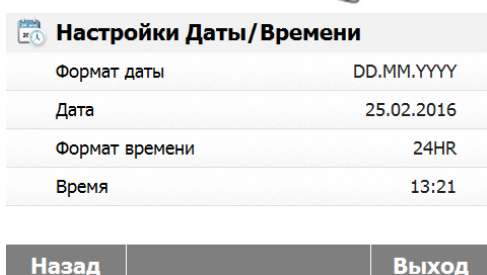 Настройки Даты/Времени
Формат даты DD.MM.YYYY
Дата 25.02.2016
Формат времени 24HR
Время 13:21
Назад Выход